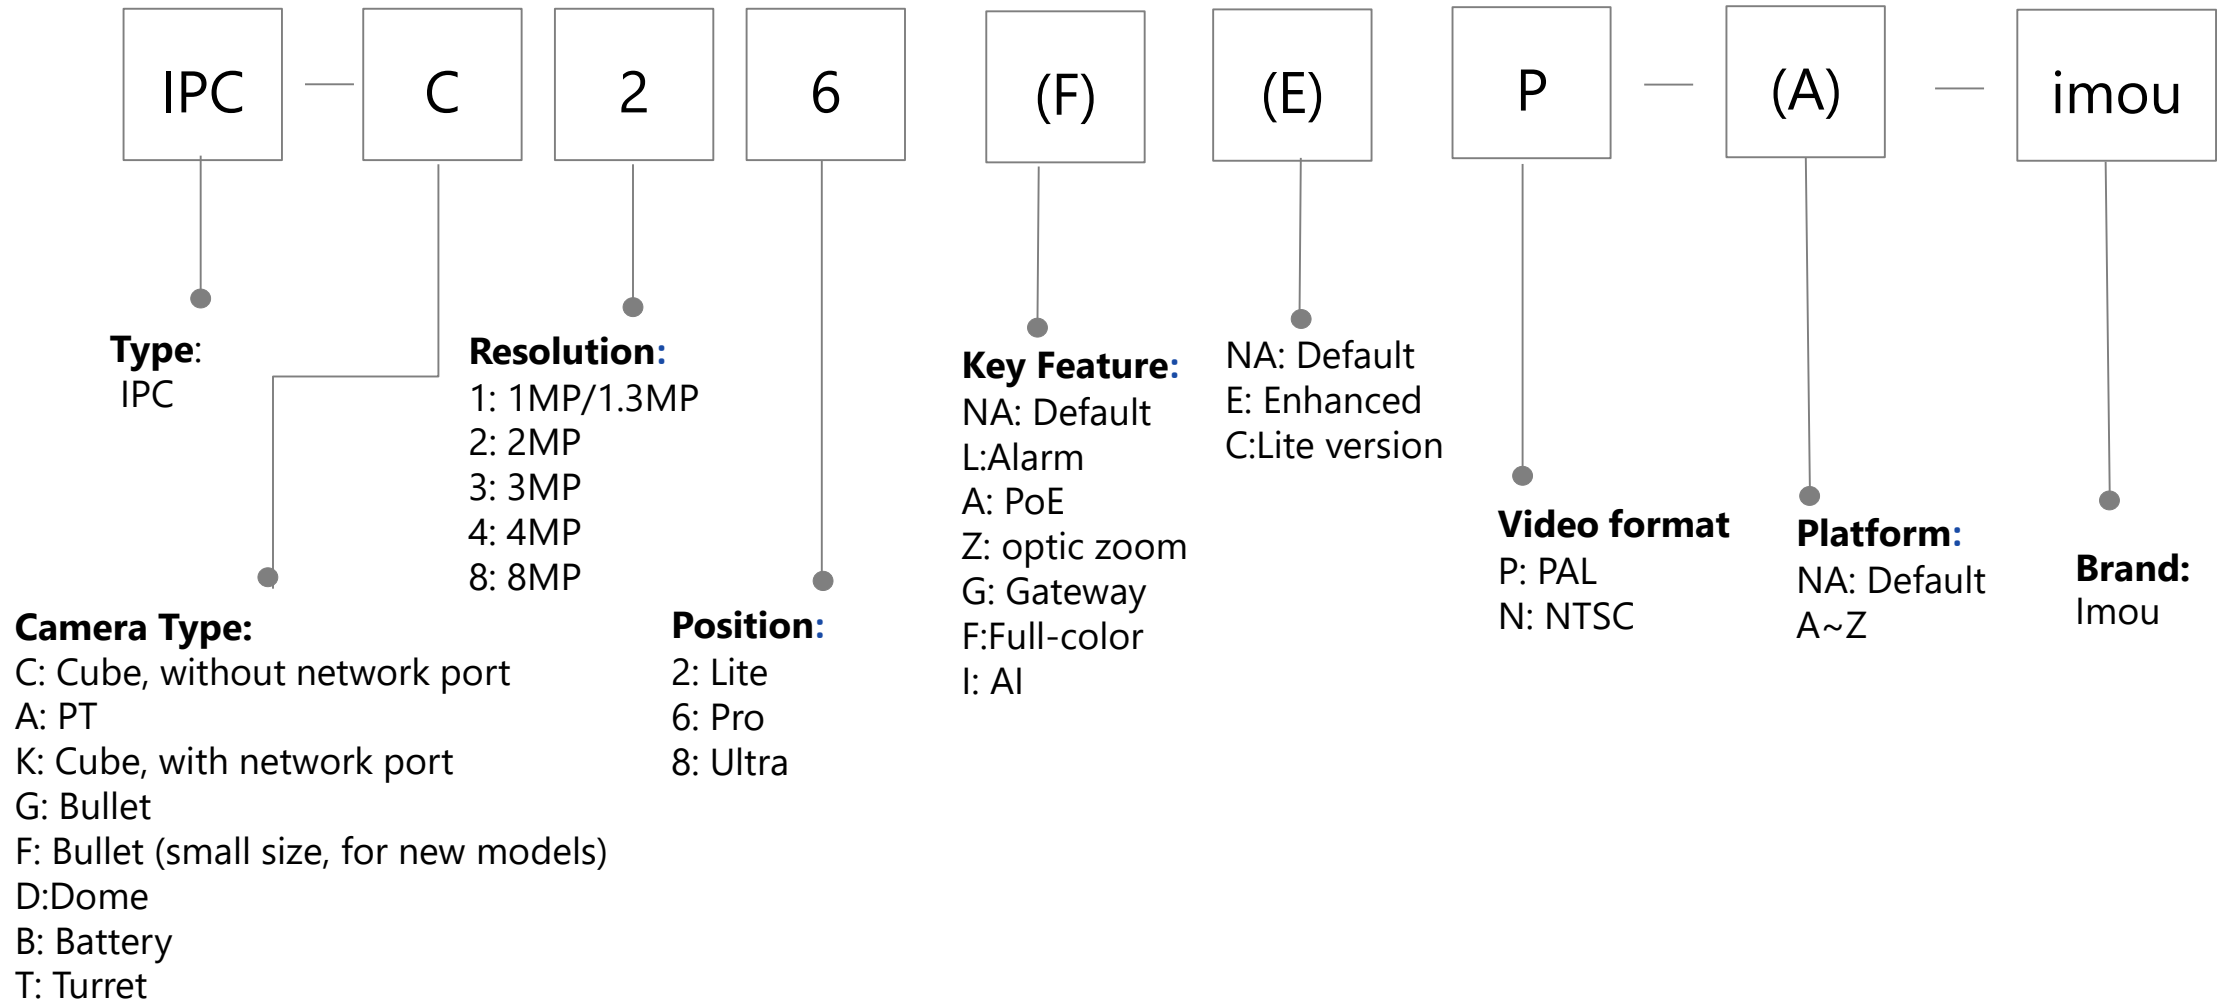 IPC — C 2 6 (F) (E) P — (A) — imou
Type:
IPC
Camera Type:
C: Cube, without network port
A: PT
K: Cube, with network port
G: Bullet
F: Bullet (small size, for new models)
D:Dome
B: Battery
T: Turret
Resolution:
1: 1MP/1.3MP
2: 2MP
3: 3MP
4: 4MP
8: 8MP
Position:
2: Lite
6: Pro
8: Ultra
Key Feature:
NA: Default
L:Alarm
A: PoE
Z: optic zoom
G: Gateway
F:Full-color
I: AI
NA: Default
E: Enhanced
C:Lite version
Video format
P: PAL
N: NTSC
Platform:
NA: Default
A~Z
Brand:
Imou